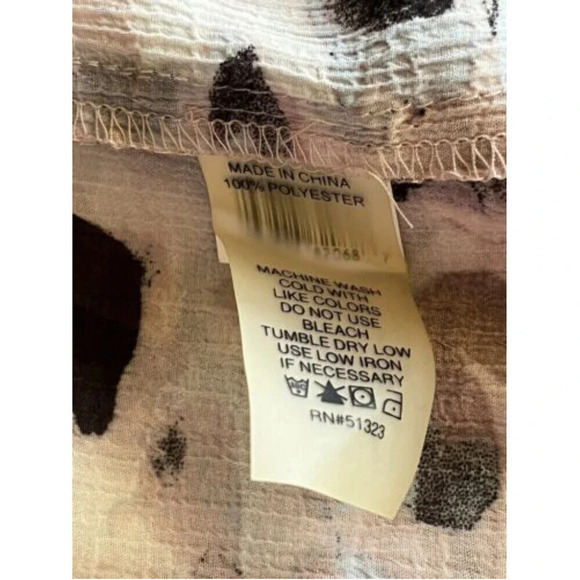 MADE IN CHINA
100% POLYESTER
MACHINE WASH
COLD WITH
LIKE COLORS
DO NOT USE
BLEACH
TUMBLE DRY LOW
USE LOW IRON
IF NECESSARY
RN#51323